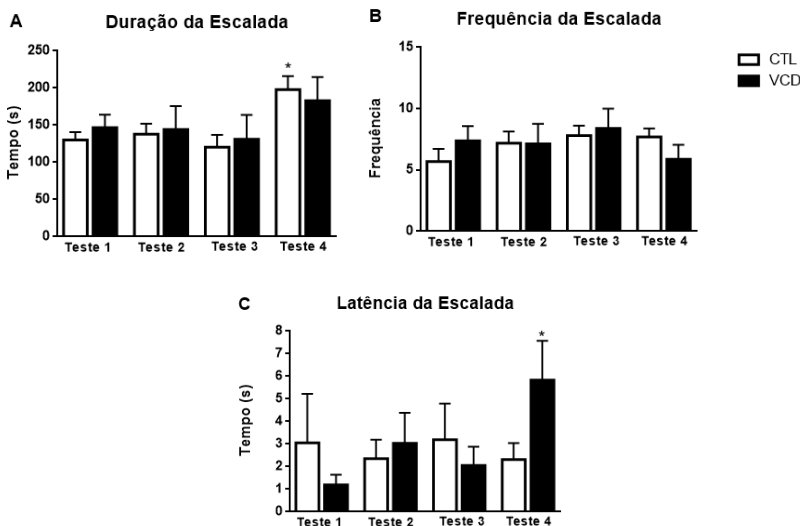 A
Duração da Escalada
Tempo (s)
250
200
150
100
50
0
*
Teste 1 Teste 2 Teste 3 Teste 4
B
Frequência da Escalada
Frequência
15
10
5
0
Teste 1 Teste 2 Teste 3 Teste 4
CTL
VCD
C
Latência da Escalada
Tempo (s)
8
7
6
5
4
3
2
1
0
*
Teste 1 Teste 2 Teste 3 Teste 4